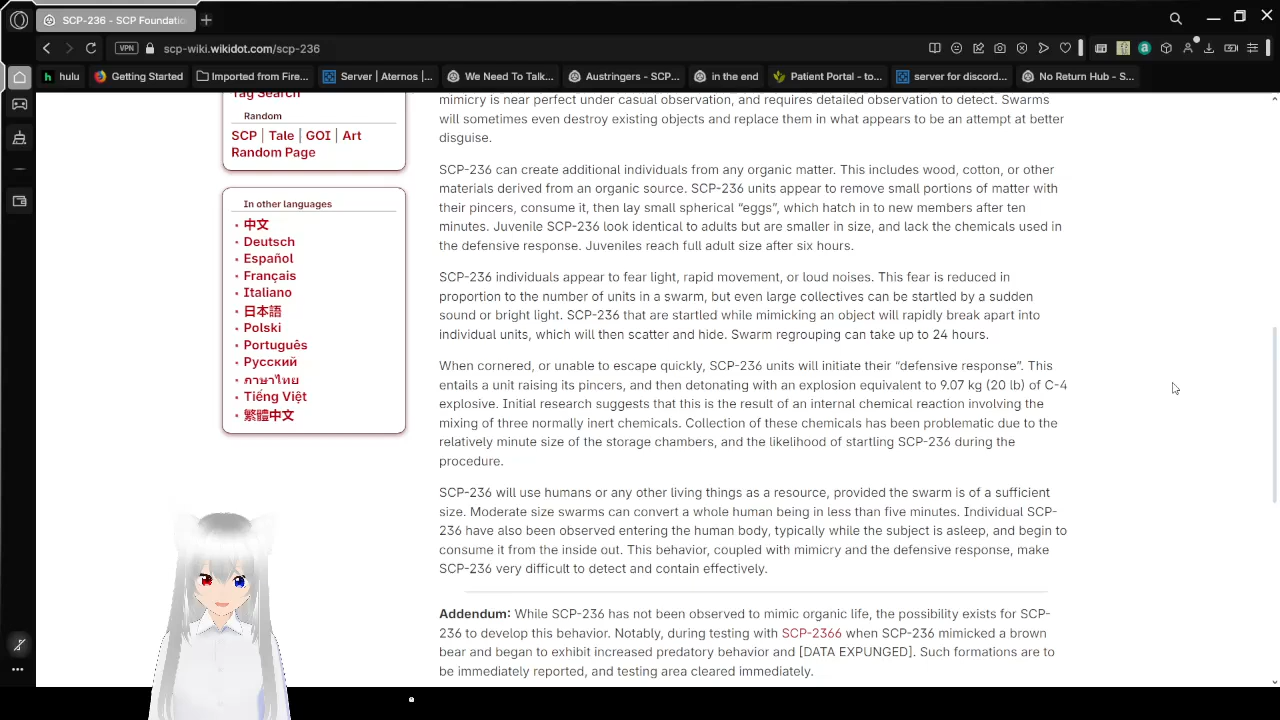 SCP-236 - SCP Foundatio
scp-wiki.wikidot.com/scp-236
VPN
hulu
Getting Started
Imported from Fire...
Server | Aternos |...
We Need To Talk...
Austringers - SCP...
in the end
Patient Portal - to...
server for discord...
No Return Hub - S...
Tag Search
Random
SCP | Tale | GOI | Art
Random Page
In other languages
中文
Deutsch
Español
Français
Italiano
日本語
Polski
Português
Русский
ภาษาไทย
Tiếng Việt
繁體中文
mimicry is near perfect under casual observation, and requires detailed observation to detect. Swarms
will sometimes even destroy existing objects and replace them in what appears to be an attempt at better
disguise.
SCP-236 can create additional individuals from any organic matter. This includes wood, cotton, or other
materials derived from an organic source. SCP-236 units appear to remove small portions of matter with
their pincers, consume it, then lay small spherical “eggs”, which hatch in to new members after ten
minutes. Juvenile SCP-236 look identical to adults but are smaller in size, and lack the chemicals used in
the defensive response. Juveniles reach full adult size after six hours.
SCP-236 individuals appear to fear light, rapid movement, or loud noises. This fear is reduced in
proportion to the number of units in a swarm, but even large collectives can be startled by a sudden
sound or bright light. SCP-236 that are startled while mimicking an object will rapidly break apart into
individual units, which will then scatter and hide. Swarm regrouping can take up to 24 hours.
When cornered, or unable to escape quickly, SCP-236 units will initiate their “defensive response”. This
entails a unit raising its pincers, and then detonating with an explosion equivalent to 9.07 kg (20 lb) of C-4
explosive. Initial research suggests that this is the result of an internal chemical reaction involving the
mixing of three normally inert chemicals. Collection of these chemicals has been problematic due to the
relatively minute size of the storage chambers, and the likelihood of startling SCP-236 during the
procedure.
SCP-236 will use humans or any other living things as a resource, provided the swarm is of a sufficient
size. Moderate size swarms can convert a whole human being in less than five minutes. Individual SCP-
236 have also been observed entering the human body, typically while the subject is asleep, and begin to
consume it from the inside out. This behavior, coupled with mimicry and the defensive response, make
SCP-236 very difficult to detect and contain effectively.
Addendum: While SCP-236 has not been observed to mimic organic life, the possibility exists for SCP-
236 to develop this behavior. Notably, during testing with SCP-2366 when SCP-236 mimicked a brown
bear and began to exhibit increased predatory behavior and [DATA EXPUNGED]. Such formations are to
be immediately reported, and testing area cleared immediately.